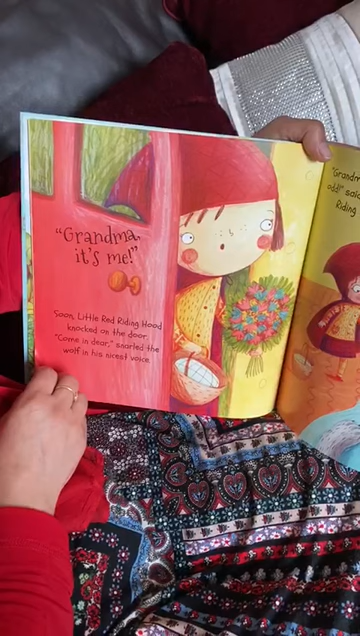 "Grandma,
it's me!"
Soon, Little Red Riding Hood
knocked on the door.
"Come in dear," snarled the
wolf in his nicest voice.
odd!" said
Riding